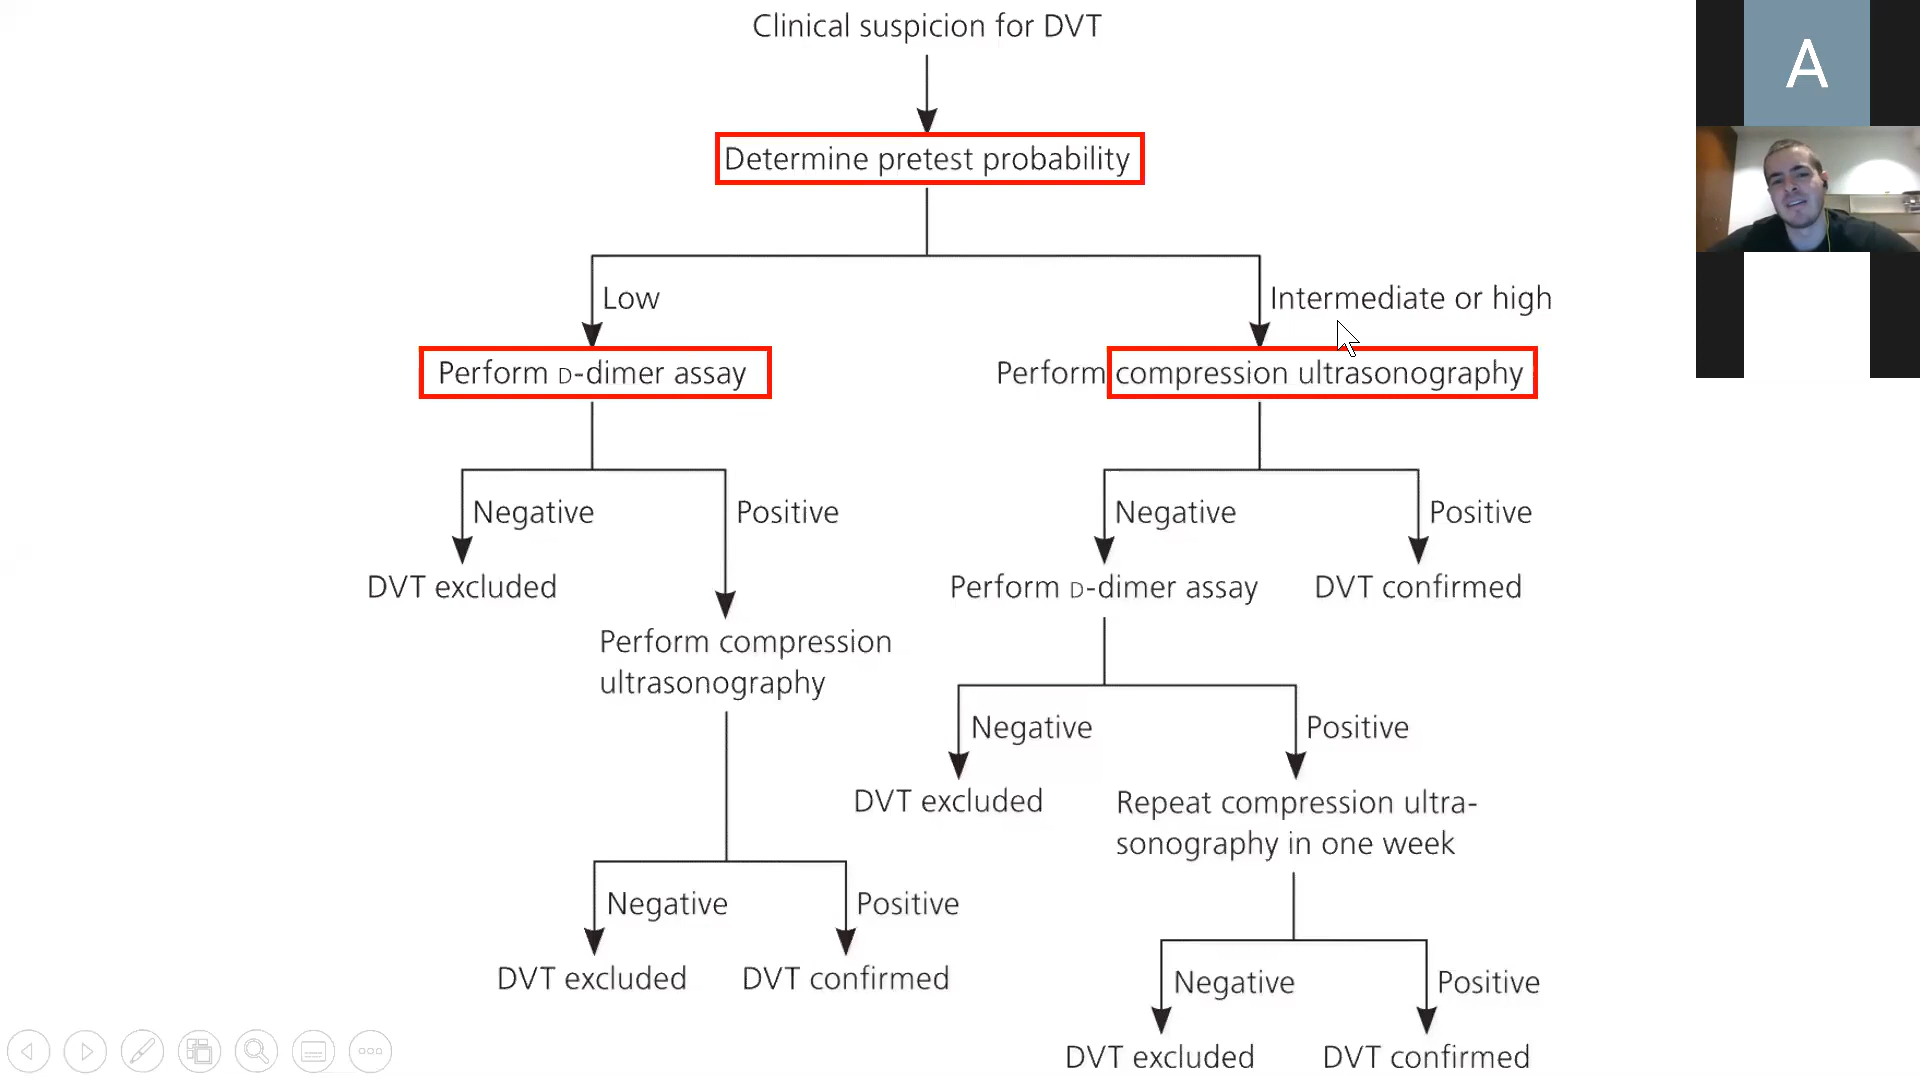 Clinical suspicion for DVT
A
Determine pretest probability
Low
Intermediate or high
Perform D-dimer assay
Perform compression ultrasonography
Negative
Positive
Negative
Positive
DVT excluded
Perform D-dimer assay
DVT confirmed
Perform compression
ultrasonography
Negative
Positive
DVT excluded
Repeat compression ultra-
sonography in one week
Negative
Positive
DVT excluded
DVT confirmed
Negative
Positive
DVT excluded
DVT confirmed